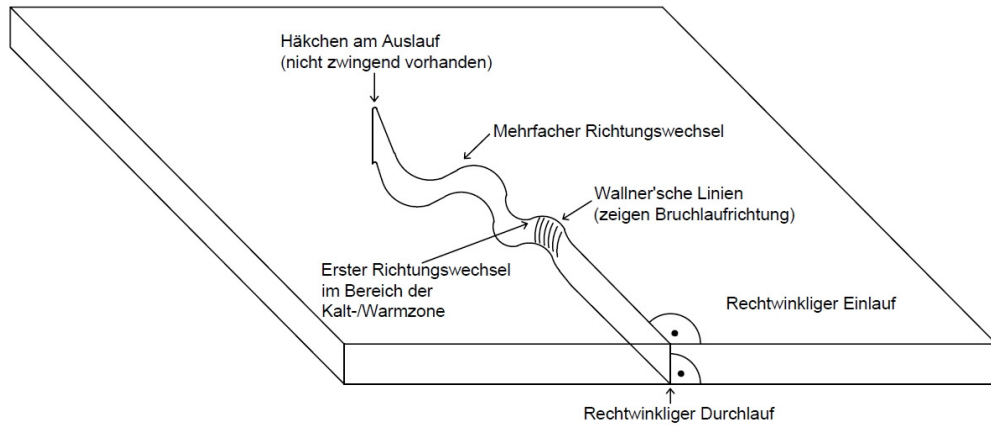 Häkchen am Auslauf
(nicht zwingend vorhanden)
Mehrfacher Richtungswechsel
Wallner'sche Linien
(zeigen Bruchlaufrichtung)
Erster Richtungswechsel
im Bereich der
Kalt-/Warmzone
Rechtwinkliger Einlauf
Rechtwinkliger Durchlauf